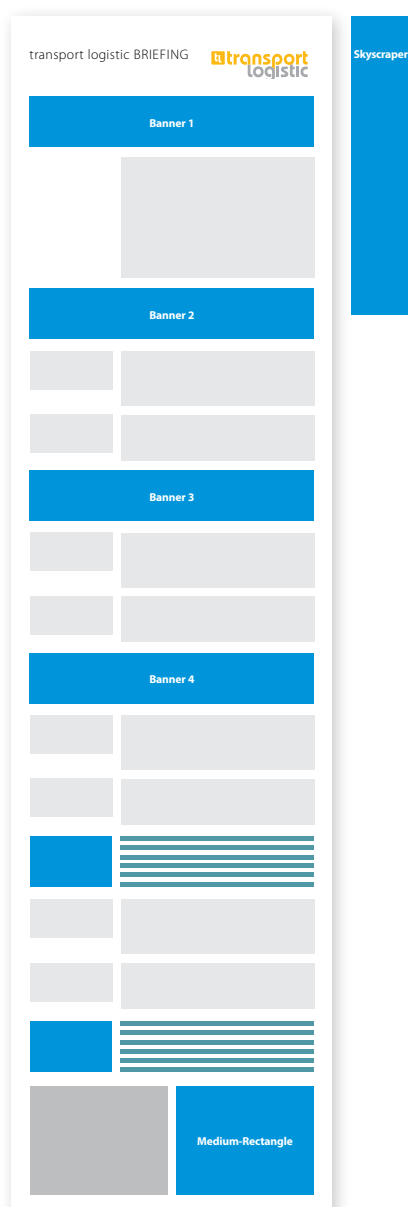 transport logistic BRIEFING
transport
logistic
Skyscraper
Banner 1
Banner 2
Banner 3
Banner 4
Medium-Rectangle